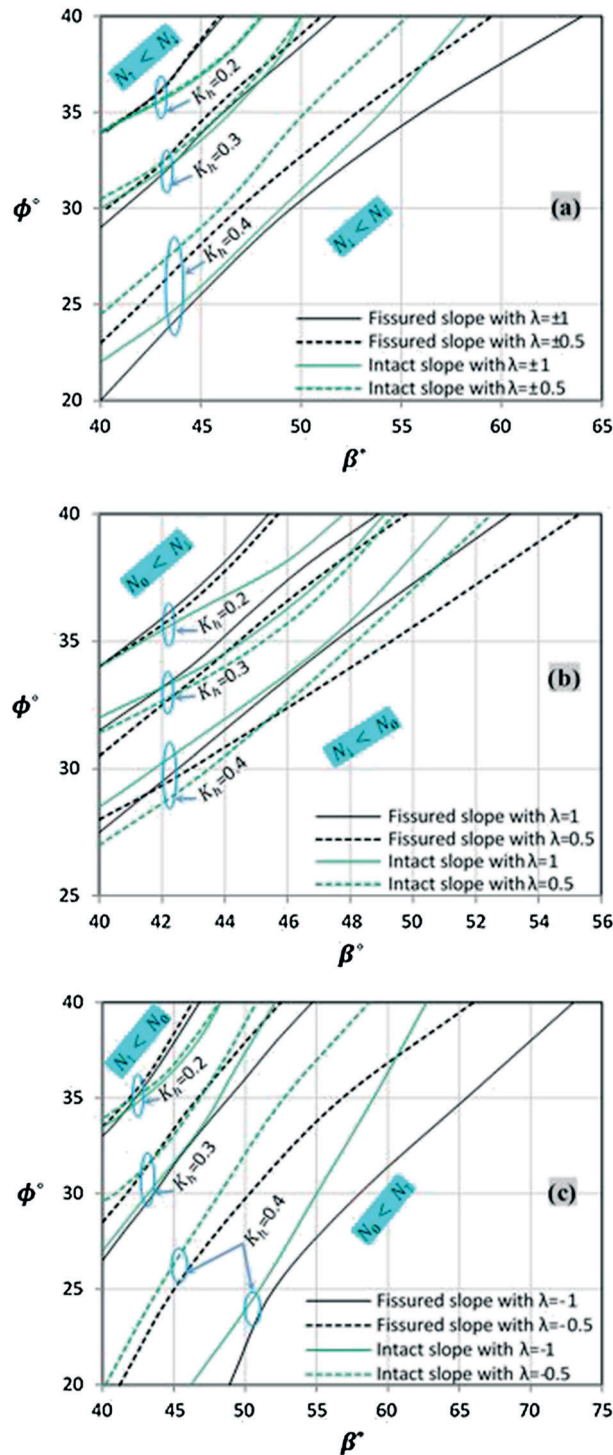 40
35
30
25
20
ϕ°
K_h=0.2
K_h=0.3
K_h=0.4
(a)
Fissured slope with λ=±1
Fissured slope with λ=±0.5
Intact slope with λ=±1
Intact slope with λ=±0.5
40 45 50 55 60 65
β°
40
35
30
25
ϕ°
N₀ < N₁
K_h=0.2
K_h=0.3
K_h=0.4
(b)
N₁ < N₀
Fissured slope with λ=1
Fissured slope with λ=0.5
Intact slope with λ=1
Intact slope with λ=0.5
40 42 44 46 48 50 52 54 56
β°
40
35
30
25
20
ϕ°
N₁ < N₀
K_h=0.2
K_h=0.3
K_h=0.4
(c)
N₀ < N₁
Fissured slope with λ=-1
Fissured slope with λ=-0.5
Intact slope with λ=-1
Intact slope with λ=-0.5
40 45 50 55 60 65 70 75
β°